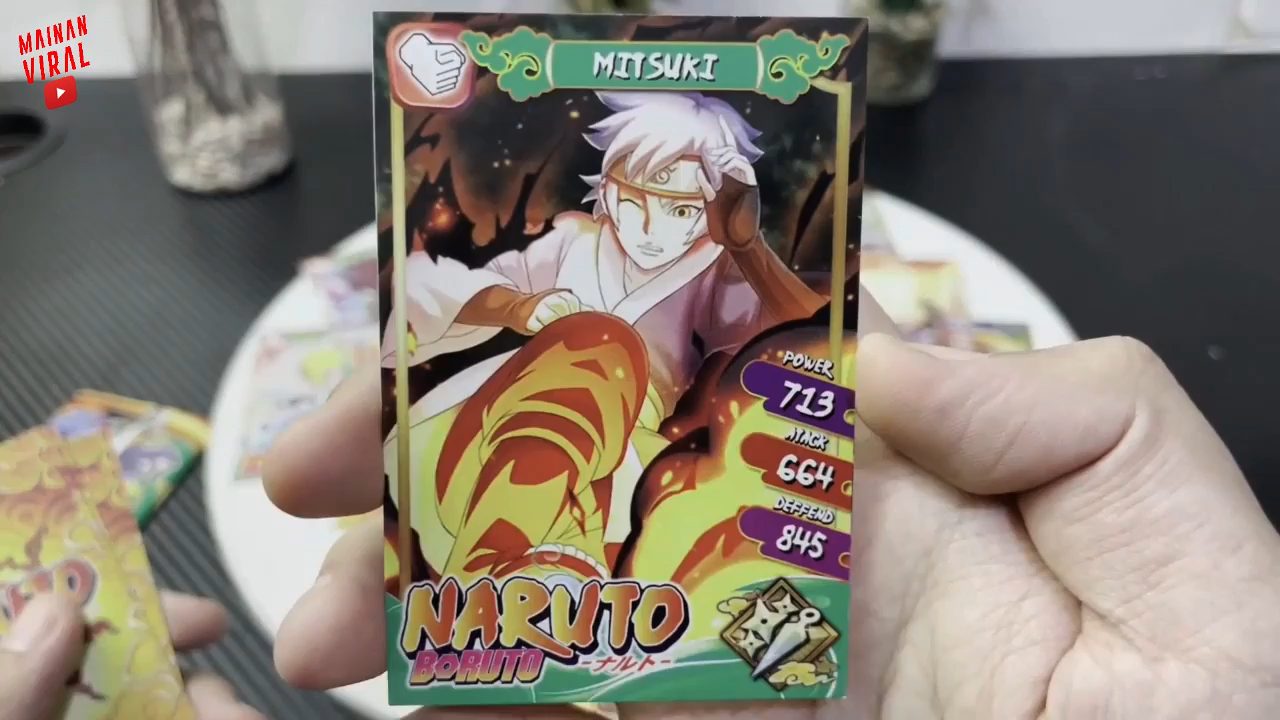 MAINAN
VIRAL
MITSUKI
POWER
713
ATACK
664
DEFFEND
845
NARUTO
BORUTO
-ナルト-